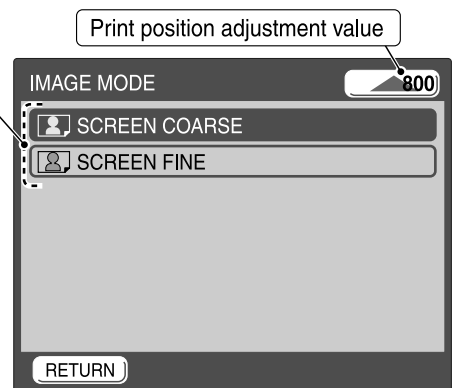 Print position adjustment value
IMAGE MODE
800
SCREEN COARSE
SCREEN FINE
RETURN